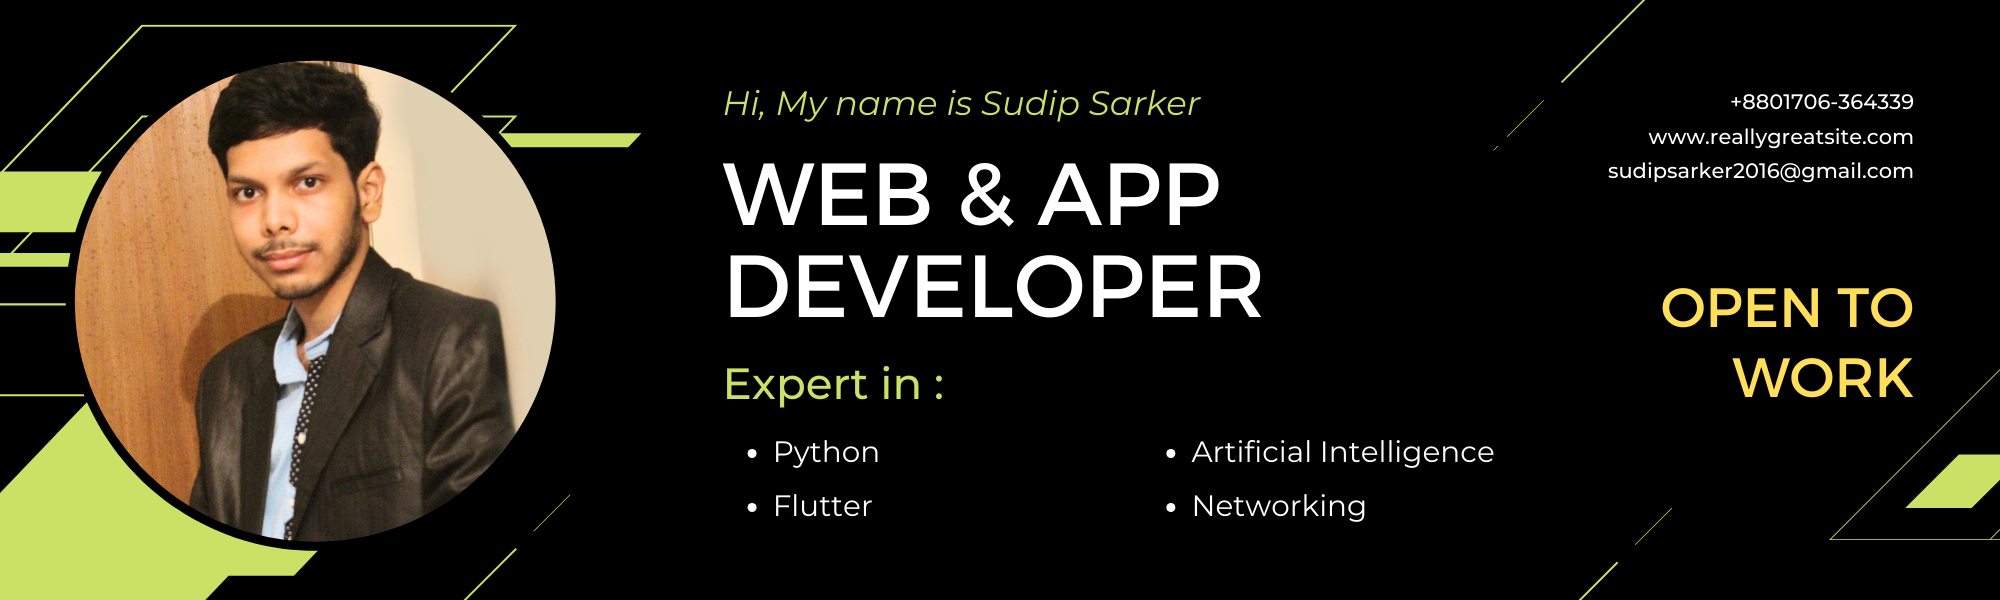 Hi, My name is Sudip Sarker
WEB & APP
DEVELOPER
Expert in :
• Python
• Flutter
• Artificial Intelligence
• Networking
+8801706-364339
www.reallygreatsite.com
sudipsarker2016@gmail.com
OPEN TO
WORK